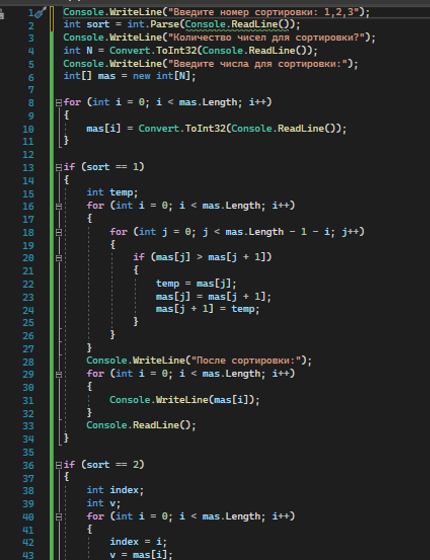 1 Console.WriteLine("Введите номер сортировки: 1,2,3");
2 int sort = int.Parse(Console.ReadLine());
3 Console.WriteLine("Количество чисел для сортировки?");
4 int N = Convert.ToInt32(Console.ReadLine());
5 Console.WriteLine("Введите числа для сортировки:");
6 int[] mas = new int[N];
7
8 for (int i = 0; i < mas.Length; i++)
9 {
10 mas[i] = Convert.ToInt32(Console.ReadLine());
11 }
12
13 if (sort == 1)
14 {
15 int temp;
16 for (int i = 0; i < mas.Length; i++)
17 {
18 for (int j = 0; j < mas.Length - 1 - i; j++)
19 {
20 if (mas[j] > mas[j + 1])
21 {
22 temp = mas[j];
23 mas[j] = mas[j + 1];
24 mas[j + 1] = temp;
25 }
26 }
27 }
28 Console.WriteLine("После сортировки:");
29 for (int i = 0; i < mas.Length; i++)
30 {
31 Console.WriteLine(mas[i]);
32 }
33 Console.ReadLine();
34 }
35
36 if (sort == 2)
37 {
38 int index;
39 int v;
40 for (int i = 0; i < mas.Length; i++)
41 {
42 index = i;
43 v = mas[i];